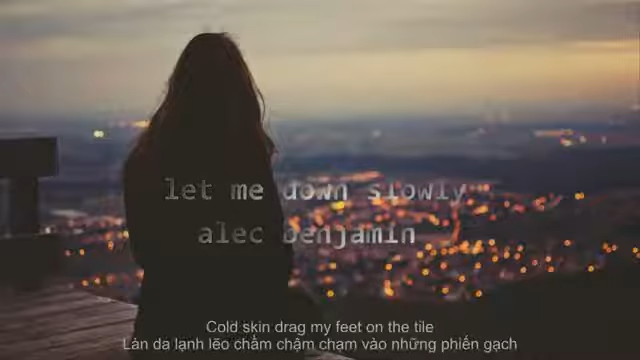 let me down slowly
alec benjamin
Cold skin drag my feet on the tile
Làn da lạnh lẽo chầm chậm chạm vào những phiến gạch